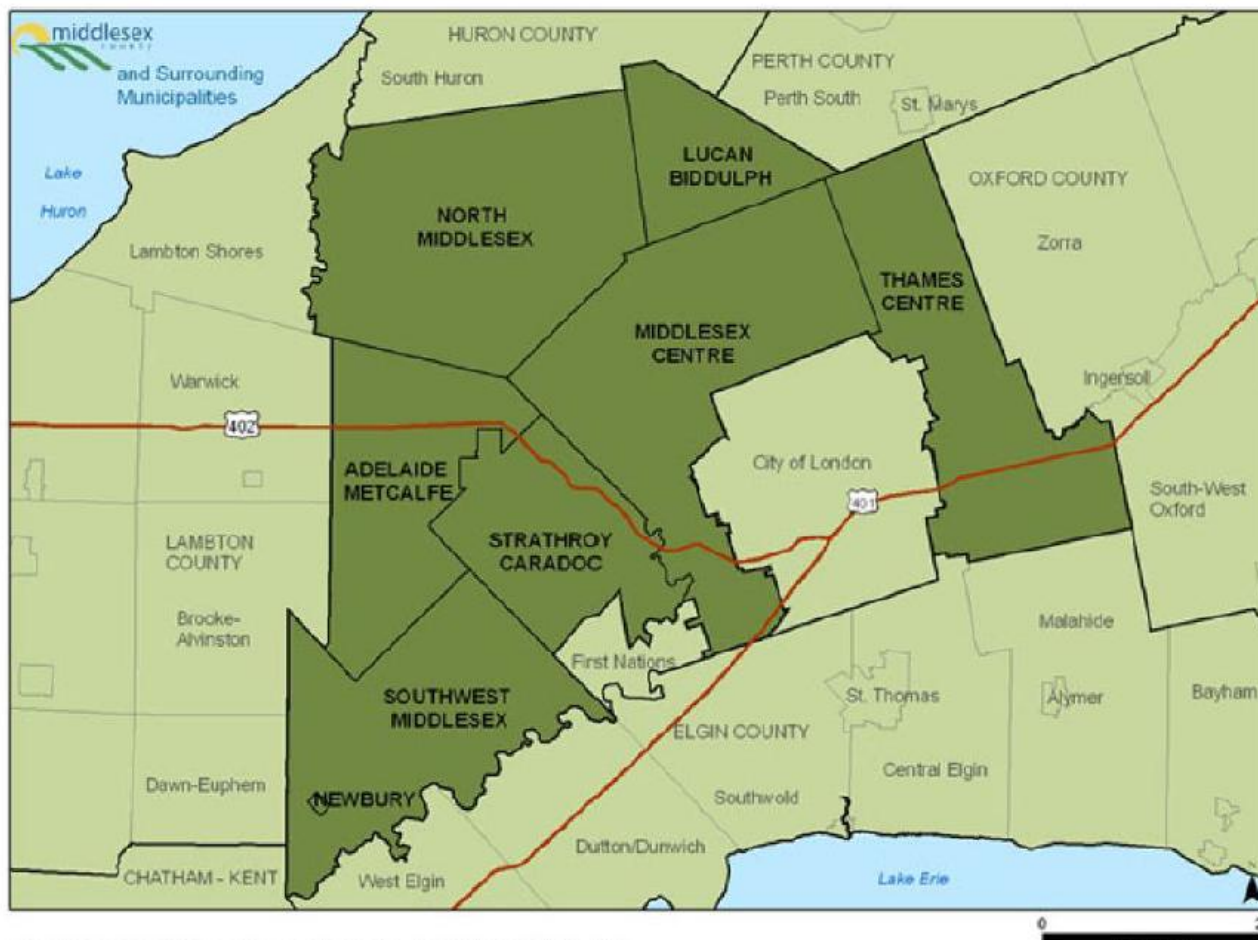 middlesex
COUNTY
and Surrounding
Municipalities
HURON COUNTY
South Huron
PERTH COUNTY
Perth South
St. Marys
LUCAN
BIDDULPH
OXFORD COUNTY
Lake
Huron
NORTH
MIDDLESEX
Zorra
Lambton Shores
THAMES
CENTRE
MIDDLESEX
CENTRE
Warwick
Ingersoll
402
ADELAIDE
METCALFE
City of London
401
South-West
Oxford
LAMBTON
COUNTY
STRATHROY
CARADOC
Brooke-
Alvinston
Malahide
First Nations
SOUTHWEST
MIDDLESEX
St. Thomas
Alymer
Bayham
ELGIN COUNTY
Dawn-Euphem
NEWBURY
Central Elgin
Southwold
Dutton/Dunwich
CHATHAM - KENT
West Elgin
Lake Erie
0